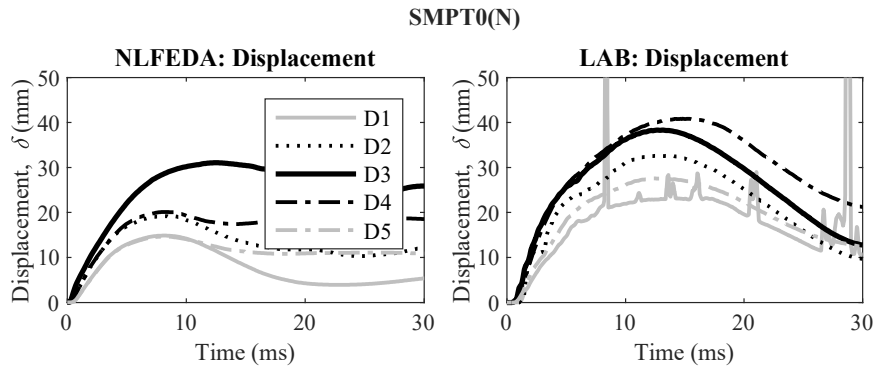 SMPT0(N)
NLFEDA: Displacement
Displacement, δ (mm)
50
40
30
20
10
0
0 10 20 30
Time (ms)
D1
D2
D3
D4
D5
LAB: Displacement
Displacement, δ (mm)
50
40
30
20
10
0
0 10 20 30
Time (ms)